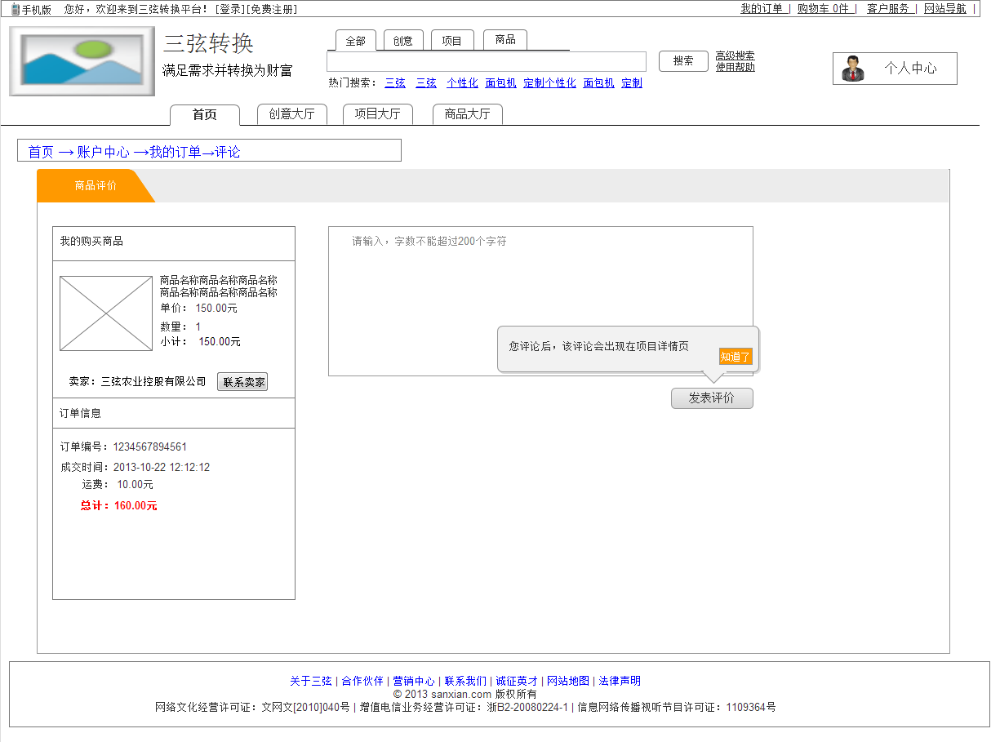 手机版 您好，欢迎来到三弦转换平台! [登录][免费注册]
我的订单 | 购物车 0件 | 客户服务 | 网站导航 |
三弦转换
满足需求并转换为财富
全部 创意 项目 商品
搜索
高级搜索
使用帮助
个人中心
热门搜索： 三弦 三弦 个性化 面包机 定制个性化 面包机 定制
首页 创意大厅 项目大厅 商品大厅
首页 → 账户中心 →我的订单→评论
商品评价
我的购买商品
商品名称商品名称商品名称
商品名称商品名称商品名称
单价： 150.00元
数量： 1
小计： 150.00元
卖家：三弦农业控股有限公司 联系卖家
订单信息
订单编号：1234567894561
成交时间：2013-10-22 12:12:12
运费： 10.00元
总计：160.00元
请输入，字数不能超过200个字符
您评论后，该评论会出现在项目详情页
知道了
发表评价
关于三弦 | 合作伙伴 | 营销中心 | 联系我们 | 诚征英才 | 网站地图 | 法律声明
© 2013 sanxian.com 版权所有
网络文化经营许可证：文网文[2010]040号 | 增值电信业务经营许可证：浙B2-20080224-1 | 信息网络传播视听节目许可证：1109364号